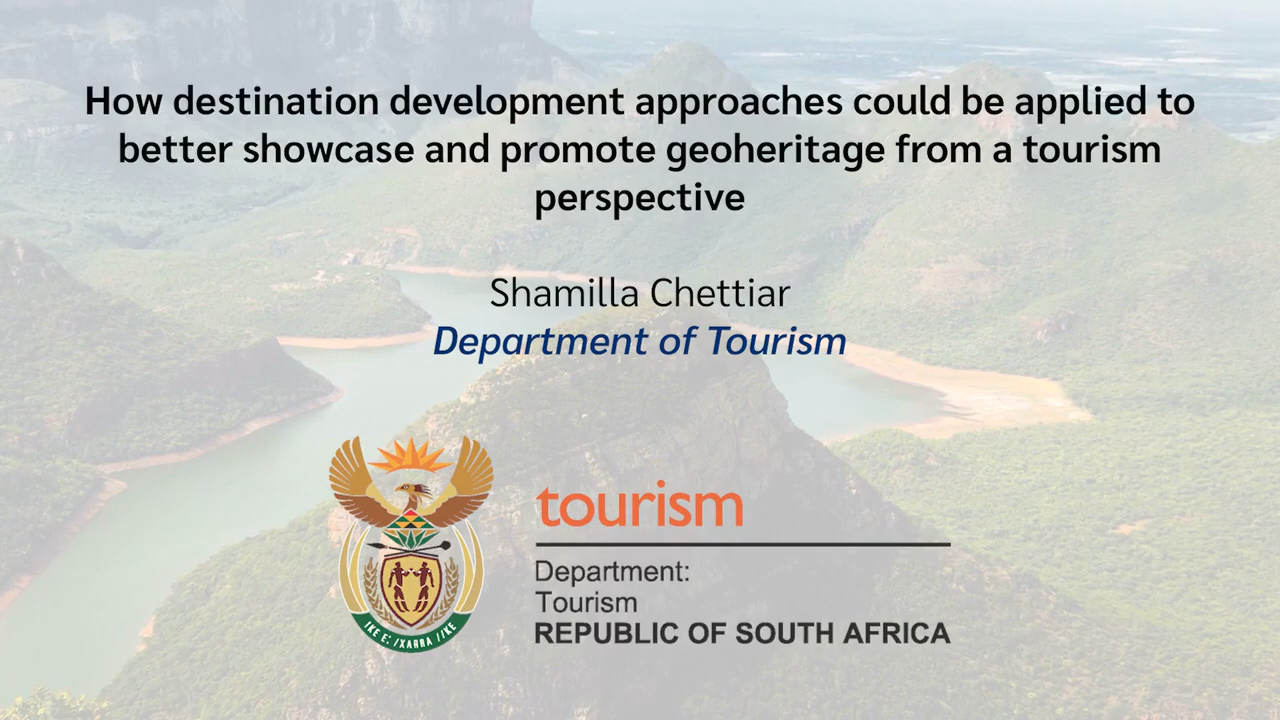 How destination development approaches could be applied to
better showcase and promote geoheritage from a tourism
perspective
Shamilla Chettiar
Department of Tourism
tourism
Department:
Tourism
REPUBLIC OF SOUTH AFRICA
!KE E: /XARRA //KE